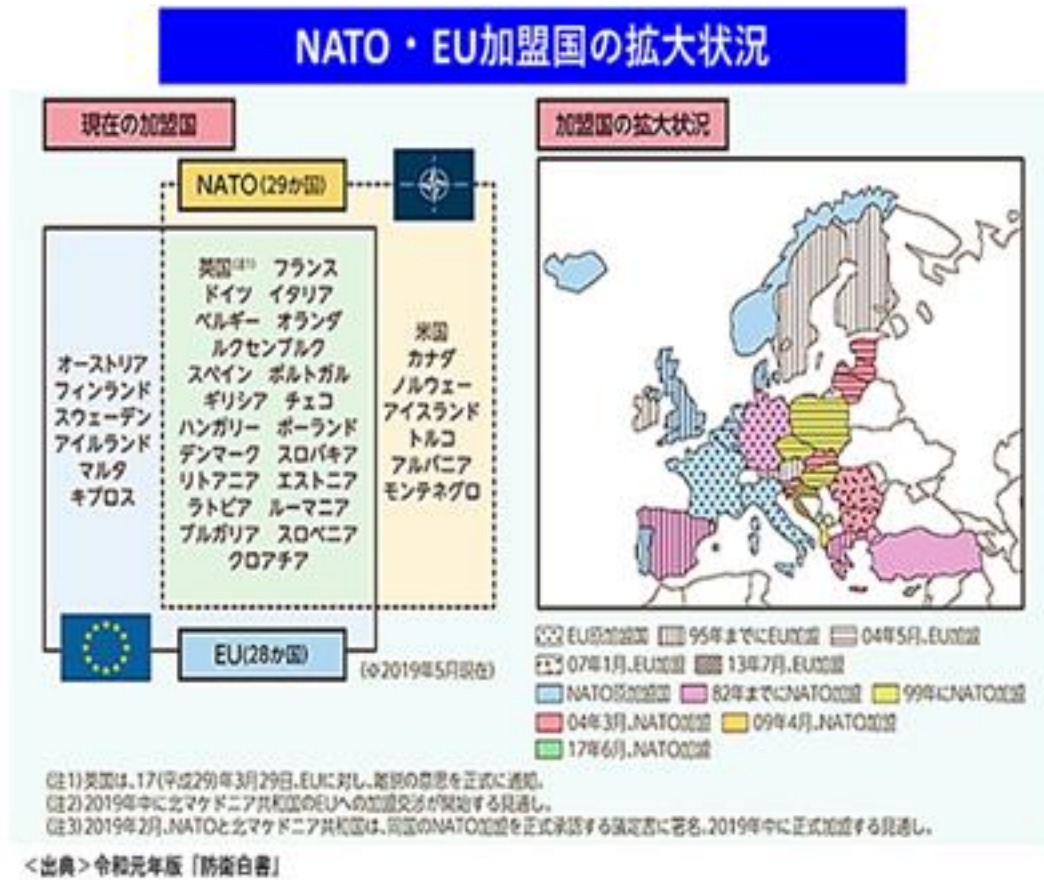 NATO・EU加盟国の拡大状況
現在の加盟国
NATO(29か国)
英国(注1) フランス
ドイツ イタリア
ベルギー オランダ
ルクセンブルク
スペイン ポルトガル
ギリシア チェコ
ハンガリー ポーランド
デンマーク スロバキア
リトアニア エストニア
ラトビア ルーマニア
ブルガリア スロベニア
クロアチア
オーストリア
フィンランド
スウェーデン
アイルランド
マルタ
キプロス
米国
カナダ
ノルウェー
アイスランド
トルコ
アルバニア
モンテネグロ
EU(28か国)
(※2019年5月現在)
加盟国の拡大状況
EU原加盟国 95年までにEU加盟 04年5月、EU加盟
07年1月、EU加盟 13年7月、EU加盟
NATO原加盟国 82年までにNATO加盟 99年にNATO加盟
04年3月、NATO加盟 09年4月、NATO加盟
17年6月、NATO加盟
(注1)英国は、17(平成29)年3月29日、EUに対し、離脱の意思を正式に通知。
(注2)2019年中に北マケドニア共和国のEUへの加盟交渉が開始する見通し。
(注3)2019年2月、NATOと北マケドニア共和国は、同国のNATO加盟を正式承認する議定書に署名。2019年中に正式加盟する見通し。
＜出典＞令和元年版「防衛白書」